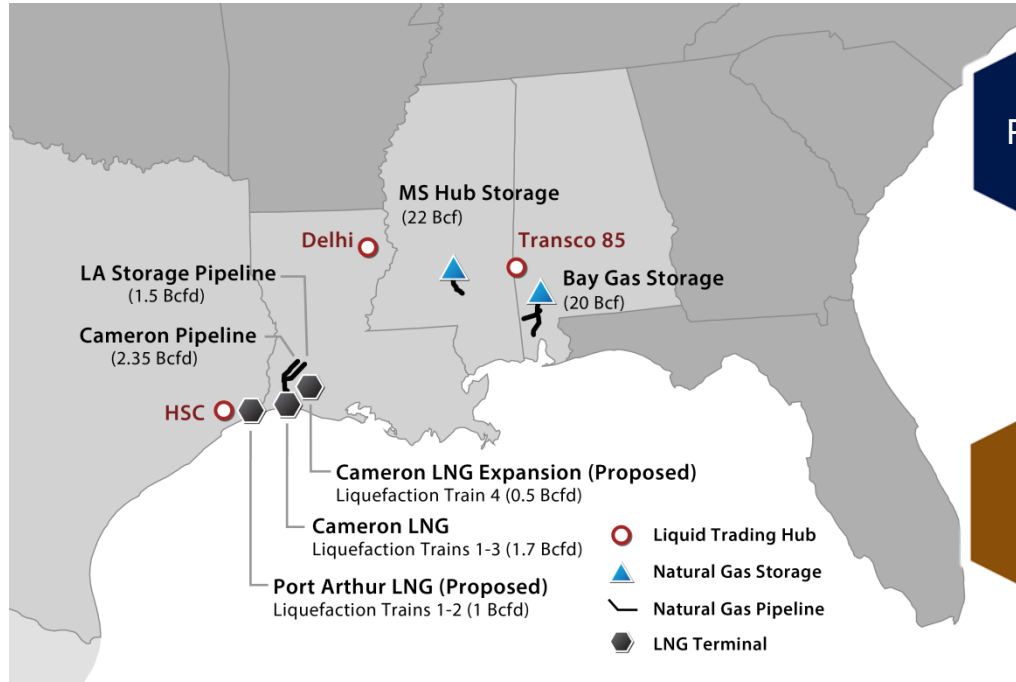 MS Hub Storage
(22 Bcf)
Delhi
Transco 85
LA Storage Pipeline
(1.5 Bcfd)
Bay Gas Storage
(20 Bcf)
Cameron Pipeline
(2.35 Bcfd)
HSC
Cameron LNG Expansion (Proposed)
Liquefaction Train 4 (0.5 Bcfd)
Cameron LNG
Liquefaction Trains 1-3 (1.7 Bcfd)
Port Arthur LNG (Proposed)
Liquefaction Trains 1-2 (1 Bcfd)
Liquid Trading Hub
Natural Gas Storage
Natural Gas Pipeline
LNG Terminal